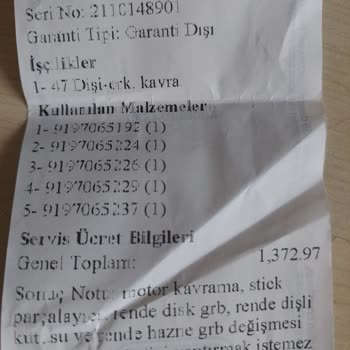 Seri No: 2110148901
Garanti Tipi: Garanti Dışı
İşçilikler
1- 47 Dişi-erk. kavra
Kullanılan Malzemeler
1- 9197065192 (1)
2- 9197065224 (1)
3- 9197065226 (1)
4- 9197065229 (1)
5- 9197065237 (1)
Servis Ücret Bilgileri
Genel Toplam: 1,372.97
Sonuç Notu: motor kavrama, stick
parçalayıcı, rende disk grb, rende dişli
kutusu ve rende hazne grb değişmesi
istemez